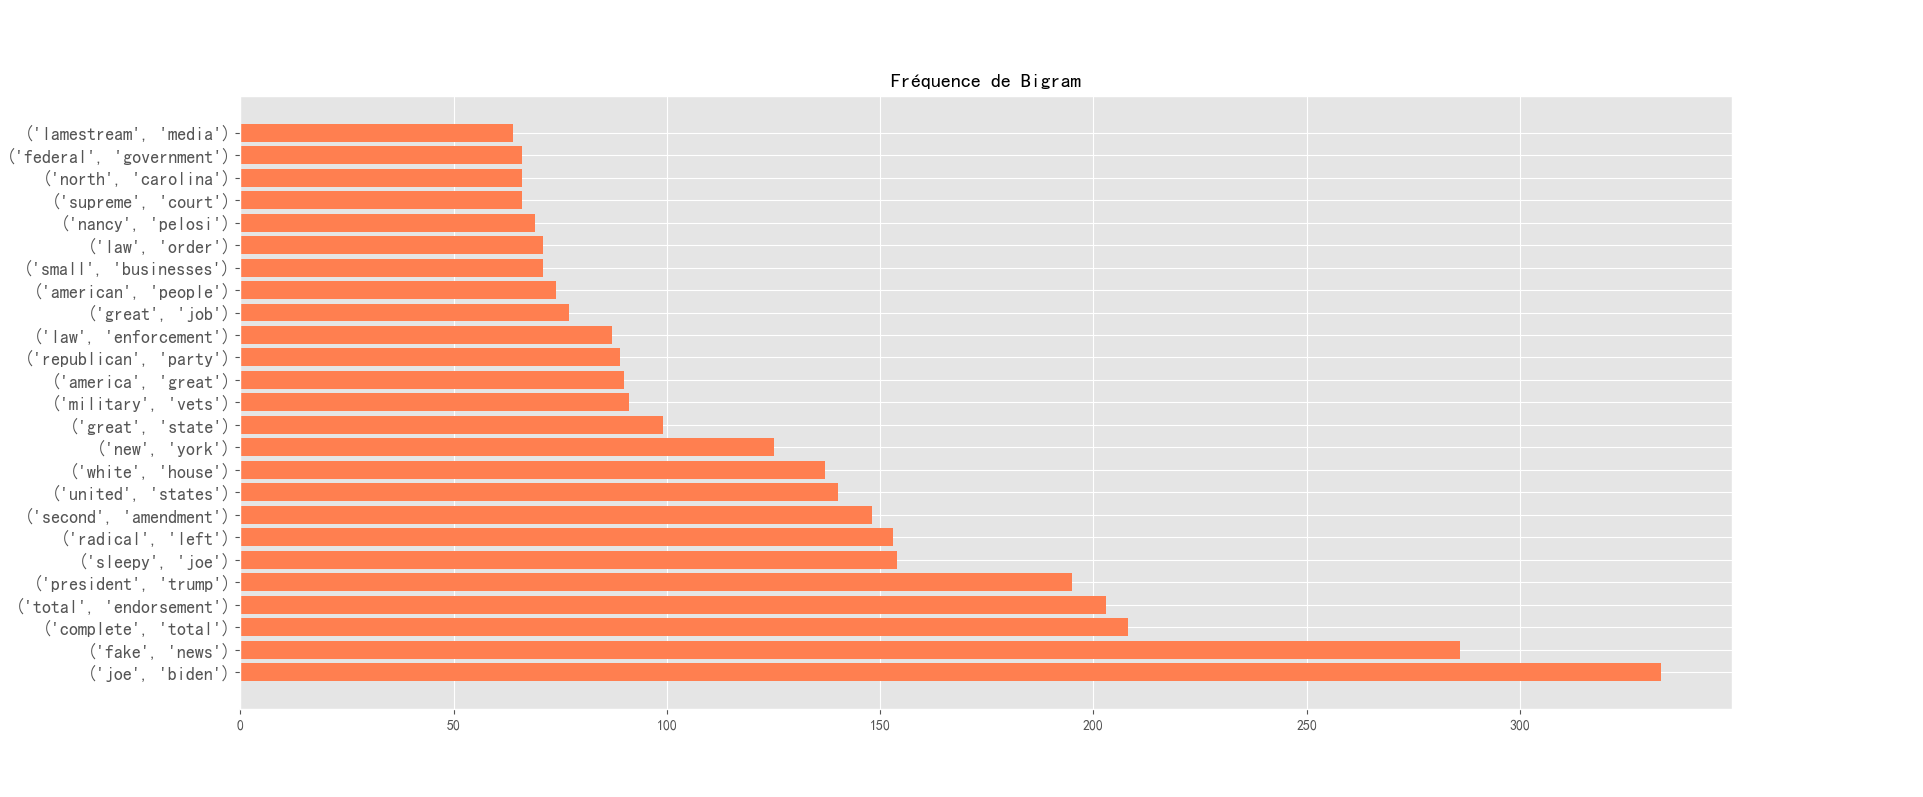 Fréquence de Bigram
('lamestream', 'media')
('federal', 'government')
('north', 'carolina')
('supreme', 'court')
('nancy', 'pelosi')
('law', 'order')
('small', 'businesses')
('american', 'people')
('great', 'job')
('law', 'enforcement')
('republican', 'party')
('america', 'great')
('military', 'vets')
('great', 'state')
('new', 'york')
('white', 'house')
('united', 'states')
('second', 'amendment')
('radical', 'left')
('sleepy', 'joe')
('president', 'trump')
('total', 'endorsement')
('complete', 'total')
('fake', 'news')
('joe', 'biden')
0 50 100 150 200 250 300